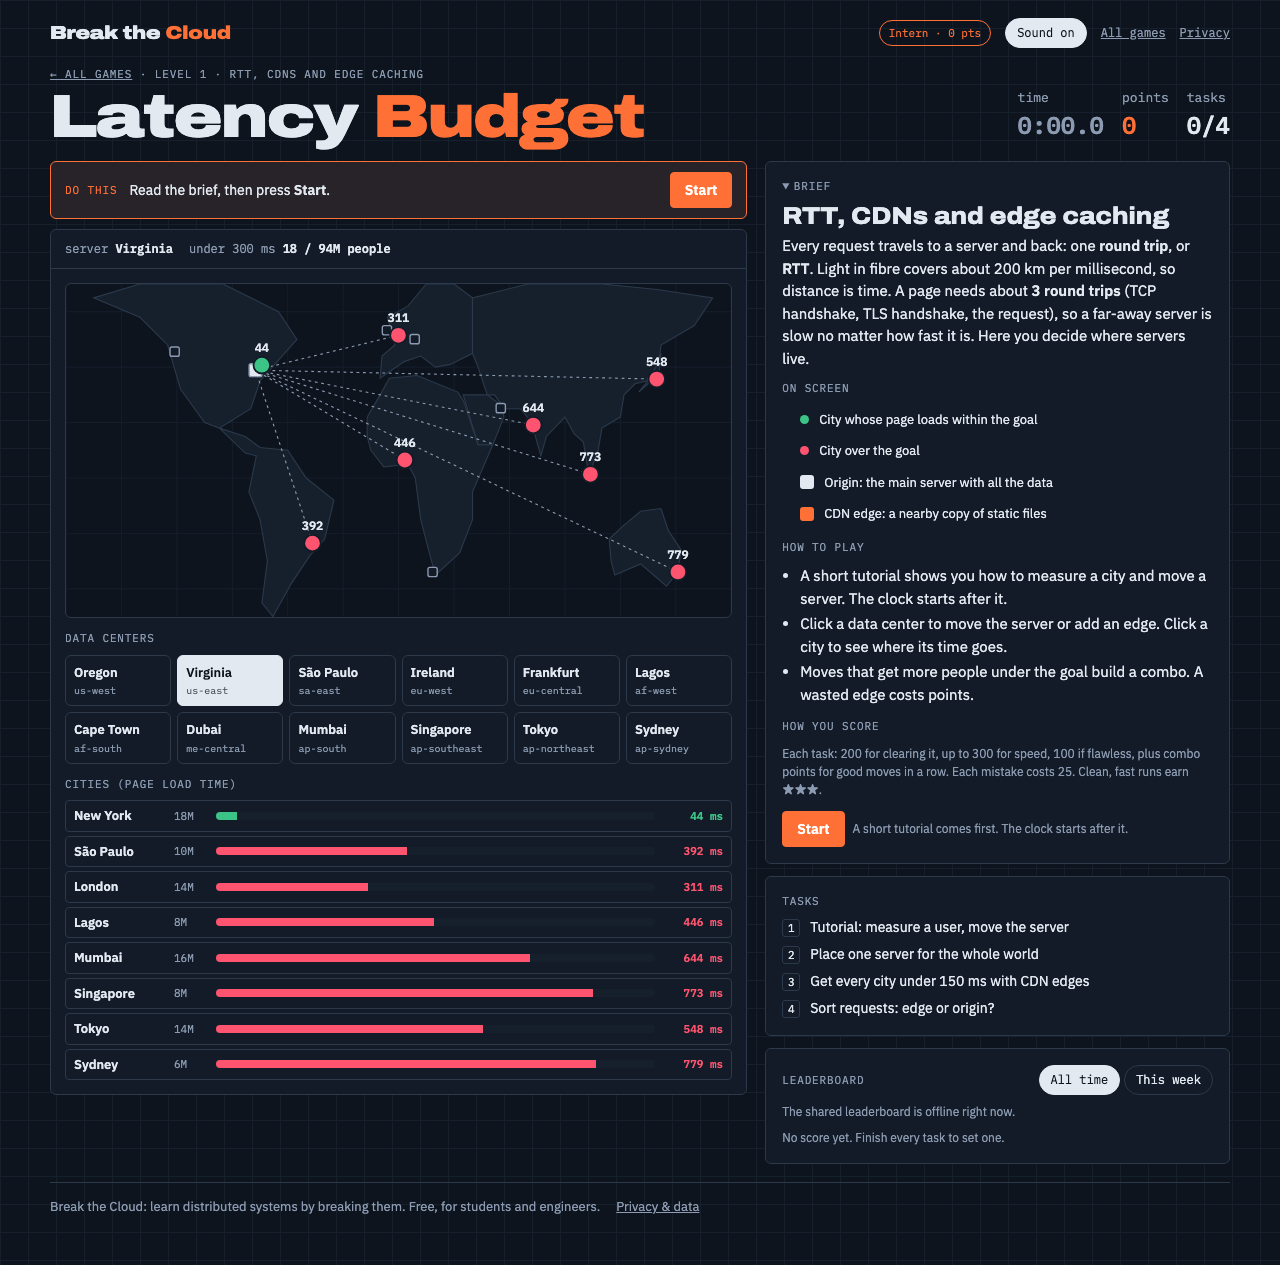 Break the Cloud
Intern · 0 pts
Sound on
All games
Privacy
← ALL GAMES · LEVEL 1 · RTT, CDNS AND EDGE CACHING
Latency Budget
time
0:00.0
points
0
tasks
0/4
DO THIS Read the brief, then press Start.
Start
server Virginia under 300 ms 18 / 94M people
311
44
548
644
446
773
392
779
DATA CENTERS
Oregon
us-west
Virginia
us-east
São Paulo
sa-east
Ireland
eu-west
Frankfurt
eu-central
Lagos
af-west
Cape Town
af-south
Dubai
me-central
Mumbai
ap-south
Singapore
ap-southeast
Tokyo
ap-northeast
Sydney
ap-sydney
CITIES (PAGE LOAD TIME)
New York 18M 44 ms
São Paulo 10M 392 ms
London 14M 311 ms
Lagos 8M 446 ms
Mumbai 16M 644 ms
Singapore 8M 773 ms
Tokyo 14M 548 ms
Sydney 6M 779 ms
▼ BRIEF
RTT, CDNs and edge caching
Every request travels to a server and back: one round trip, or
RTT. Light in fibre covers about 200 km per millisecond, so
distance is time. A page needs about 3 round trips (TCP
handshake, TLS handshake, the request), so a far-away server is
slow no matter how fast it is. Here you decide where servers
live.
ON SCREEN
City whose page loads within the goal
City over the goal
Origin: the main server with all the data
CDN edge: a nearby copy of static files
HOW TO PLAY
• A short tutorial shows you how to measure a city and move a
server. The clock starts after it.
• Click a data center to move the server or add an edge. Click a
city to see where its time goes.
• Moves that get more people under the goal build a combo. A
wasted edge costs points.
HOW YOU SCORE
Each task: 200 for clearing it, up to 300 for speed, 100 if flawless, plus combo
points for good moves in a row. Each mistake costs 25. Clean, fast runs earn
★★★.
Start
A short tutorial comes first. The clock starts after it.
TASKS
1 Tutorial: measure a user, move the server
2 Place one server for the whole world
3 Get every city under 150 ms with CDN edges
4 Sort requests: edge or origin?
LEADERBOARD
All time
This week
The shared leaderboard is offline right now.
No score yet. Finish every task to set one.
Break the Cloud: learn distributed systems by breaking them. Free, for students and engineers.
Privacy & data